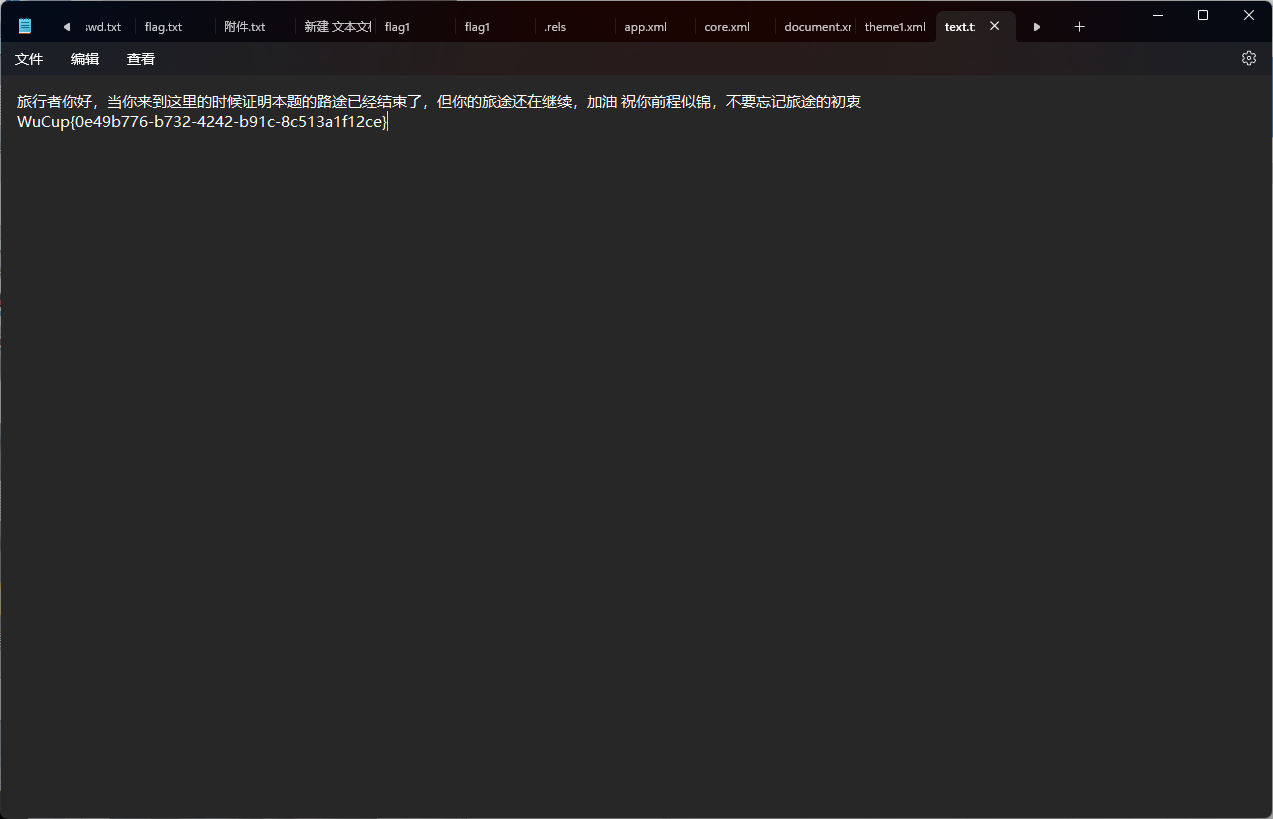 swd.txt flag.txt 附件.txt 新建 文本文档 flag1 flag1 .rels app.xml core.xml document.xm theme1.xml text.t
文件 编辑 查看
旅行者你好，当你来到这里的时候证明本题的路途已经结束了，但你的旅途还在继续，加油 祝你前程似锦，不要忘记旅途的初衷
WuCup{0e49b776-b732-4242-b91c-8c513a1f12ce}